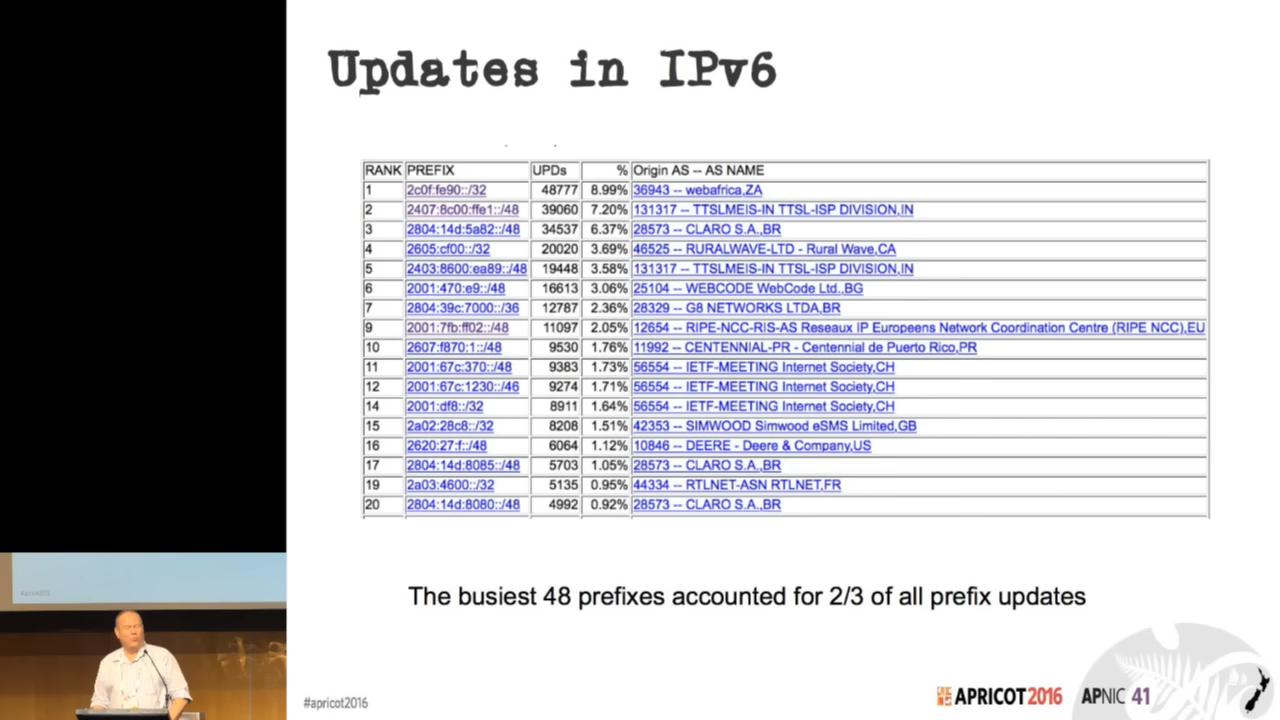 Updates in IPv6
RANK PREFIX UPDs % Origin AS -- AS NAME
1 2c0f:fe90::/32 48777 8.99% 36943 -- webafrica,ZA
2 2407:8c00:ffe1::/48 39060 7.20% 131317 -- TTSLMEIS-IN TTSL-ISP DIVISION,IN
3 2804:14d:5a82::/48 34537 6.37% 28573 -- CLARO S.A.,BR
4 2605:cf00::/32 20020 3.69% 46525 -- RURALWAVE-LTD - Rural Wave,CA
5 2403:8600:ea89::/48 19448 3.58% 131317 -- TTSLMEIS-IN TTSL-ISP DIVISION,IN
6 2001:470:e9::/48 16613 3.06% 25104 -- WEBCODE WebCode Ltd.,BG
7 2804:39c:7000::/36 12787 2.36% 28329 -- G8 NETWORKS LTDA,BR
9 2001:7fb:ff02::/48 11097 2.05% 12654 -- RIPE-NCC-RIS-AS Reseaux IP Europeens Network Coordination Centre (RIPE NCC),EU
10 2607:f870:1::/48 9530 1.76% 11992 -- CENTENNIAL-PR - Centennial de Puerto Rico,PR
11 2001:67c:370::/48 9383 1.73% 56554 -- IETF-MEETING Internet Society,CH
12 2001:67c:1230::/46 9274 1.71% 56554 -- IETF-MEETING Internet Society,CH
14 2001:df8::/32 8911 1.64% 56554 -- IETF-MEETING Internet Society,CH
15 2a02:28c8::/32 8208 1.51% 42353 -- SIMWOOD Simwood eSMS Limited,GB
16 2620:27:f::/48 6064 1.12% 10846 -- DEERE - Deere & Company,US
17 2804:14d:8085::/48 5703 1.05% 28573 -- CLARO S.A.,BR
19 2a03:4600::/32 5135 0.95% 44334 -- RTLNET-ASN RTLNET,FR
20 2804:14d:8080::/48 4992 0.92% 28573 -- CLARO S.A.,BR
The busiest 48 prefixes accounted for 2/3 of all prefix updates
#apricot2016
APRICOT 2016 APNIC 41